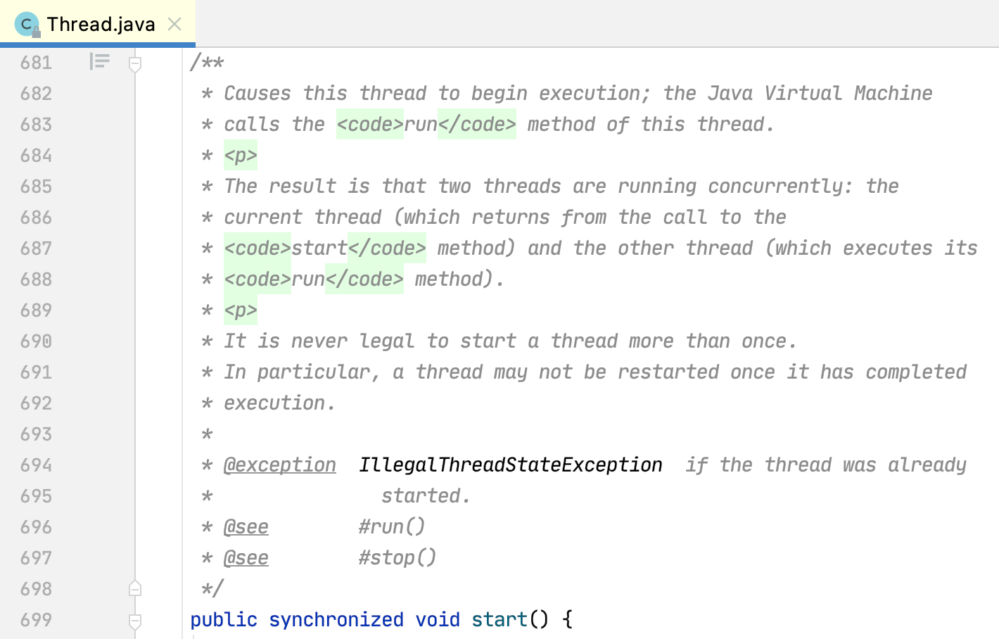 Thread.java
681 /**
682 * Causes this thread to begin execution; the Java Virtual Machine
683 * calls the <code>run</code> method of this thread.
684 * <p>
685 * The result is that two threads are running concurrently: the
686 * current thread (which returns from the call to the
687 * <code>start</code> method) and the other thread (which executes its
688 * <code>run</code> method).
689 * <p>
690 * It is never legal to start a thread more than once.
691 * In particular, a thread may not be restarted once it has completed
692 * execution.
693 *
694 * @exception  IllegalThreadStateException  if the thread was already
695 *               started.
696 * @see        #run()
697 * @see        #stop()
698 */
699 public synchronized void start() {